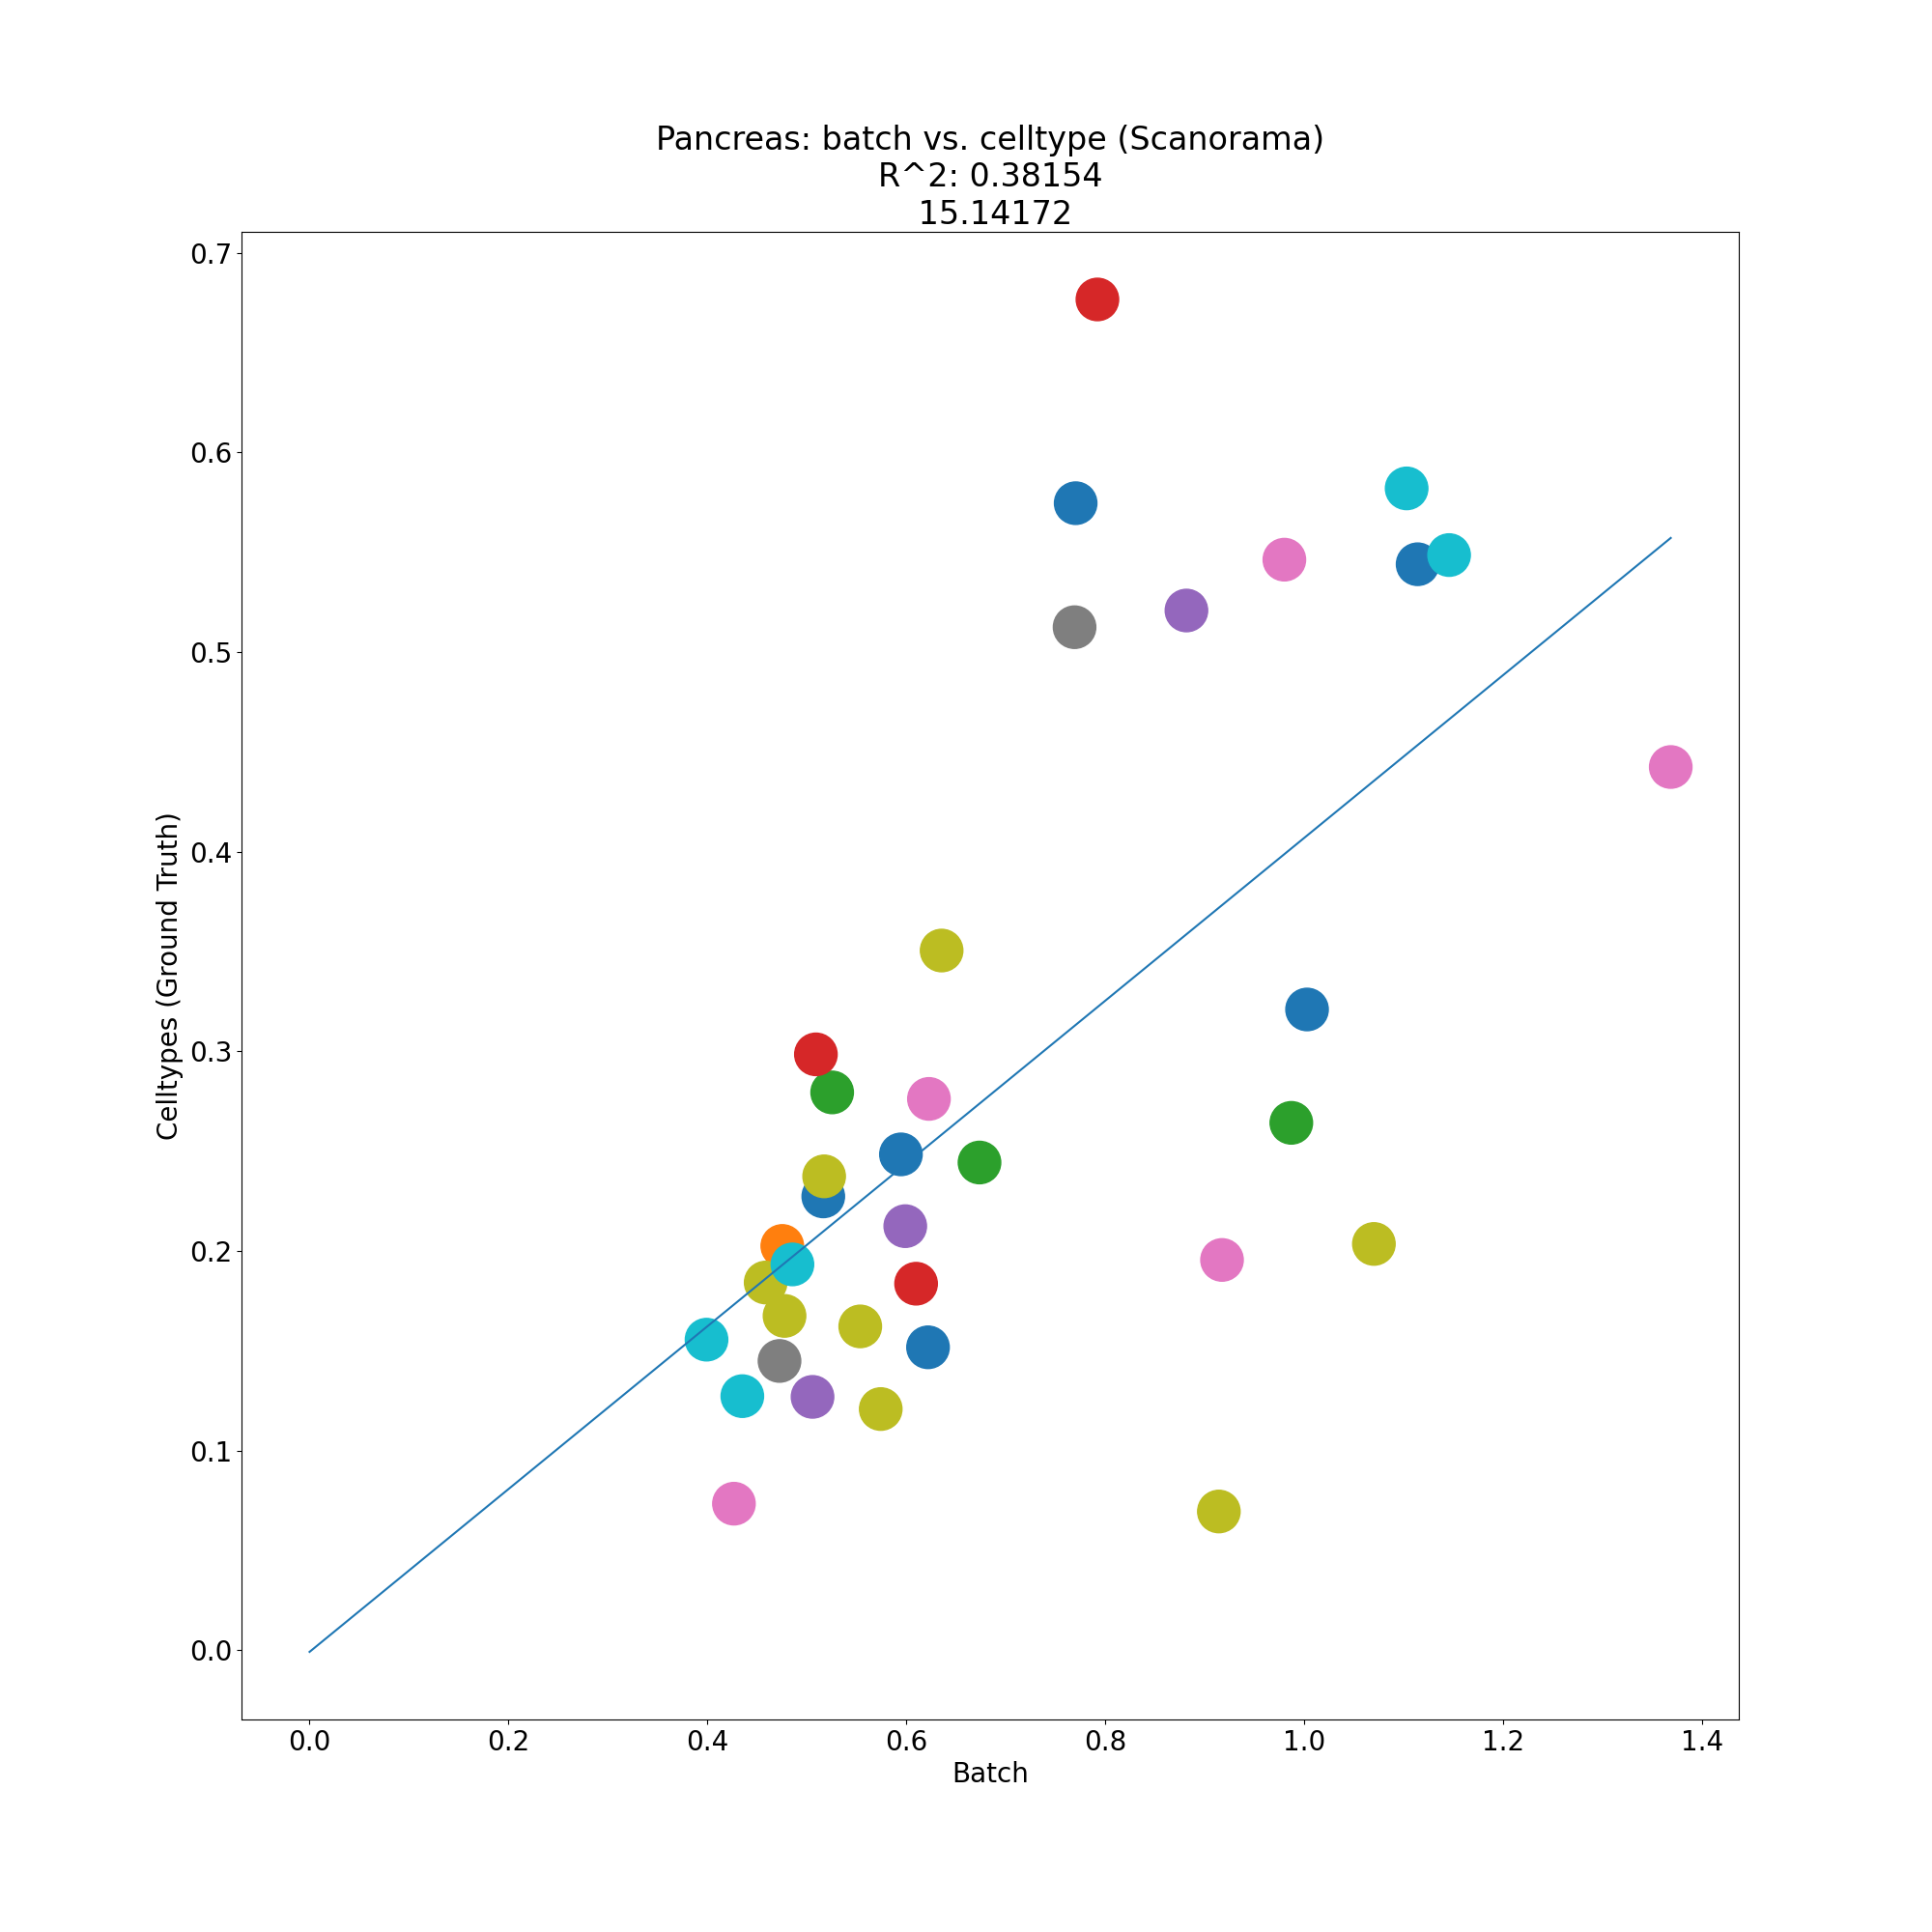 Pancreas: batch vs. celltype (Scanorama)
R^2: 0.38154
15.14172
0.7
0.6
0.5
0.4
0.3
0.2
0.1
0.0
Celltypes (Ground Truth)
0.0 0.2 0.4 0.6 0.8 1.0 1.2 1.4
Batch